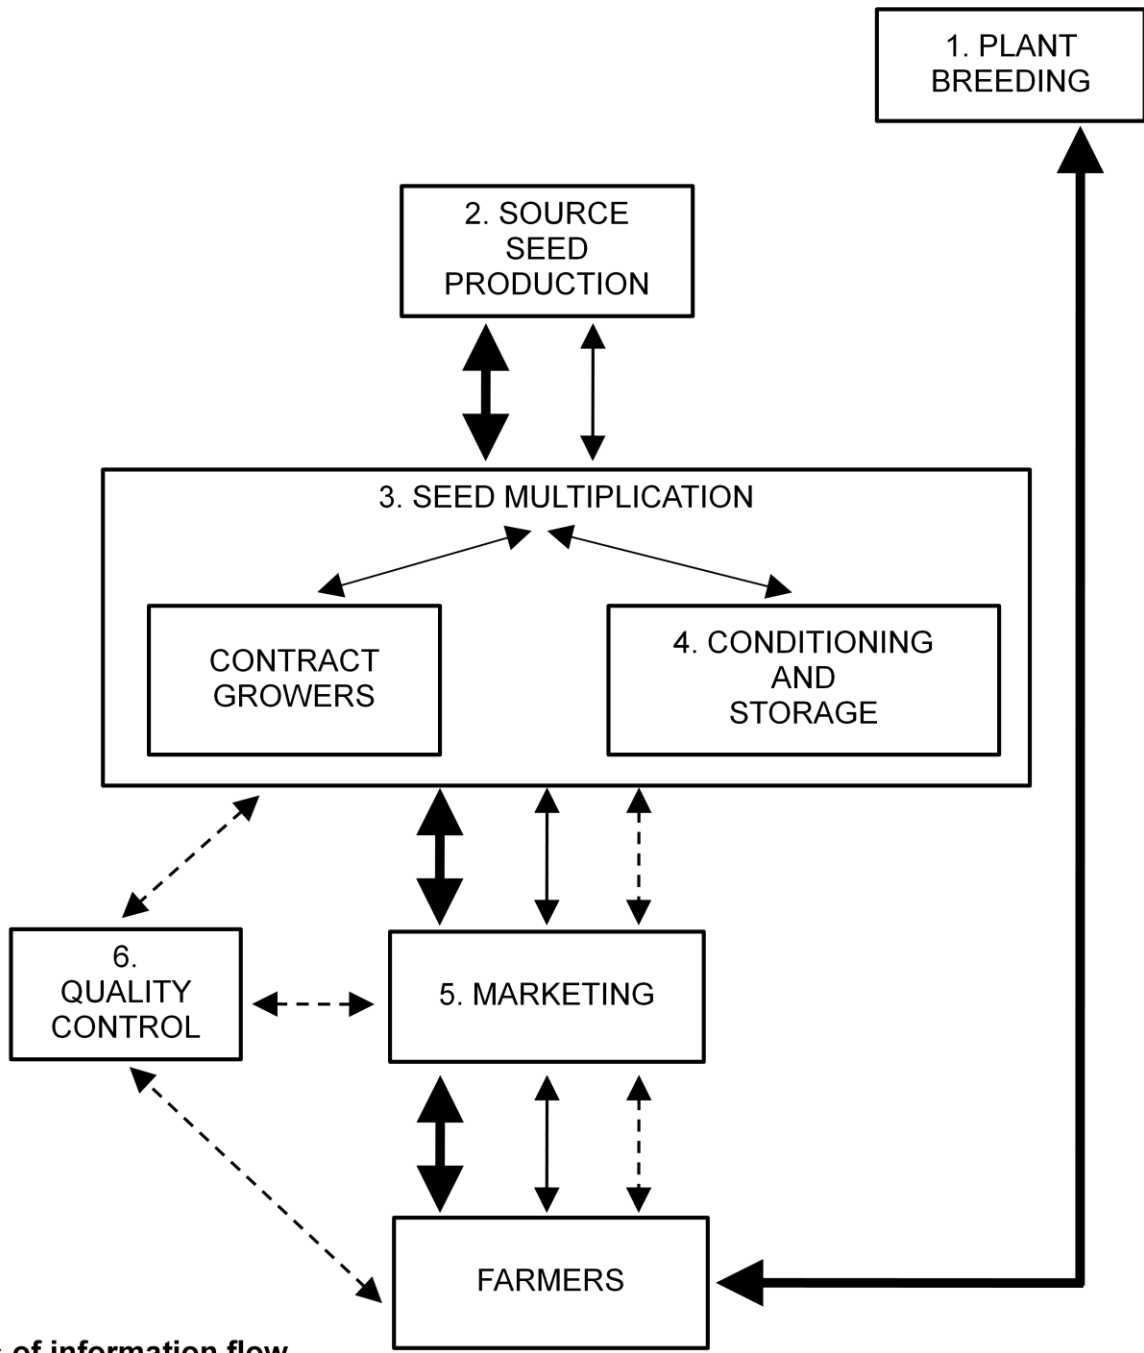 1. PLANT
BREEDING
2. SOURCE
SEED
PRODUCTION
3. SEED MULTIPLICATION
CONTRACT
GROWERS
4. CONDITIONING
AND
STORAGE
6.
QUALITY
CONTROL
5. MARKETING
FARMERS
of information flow